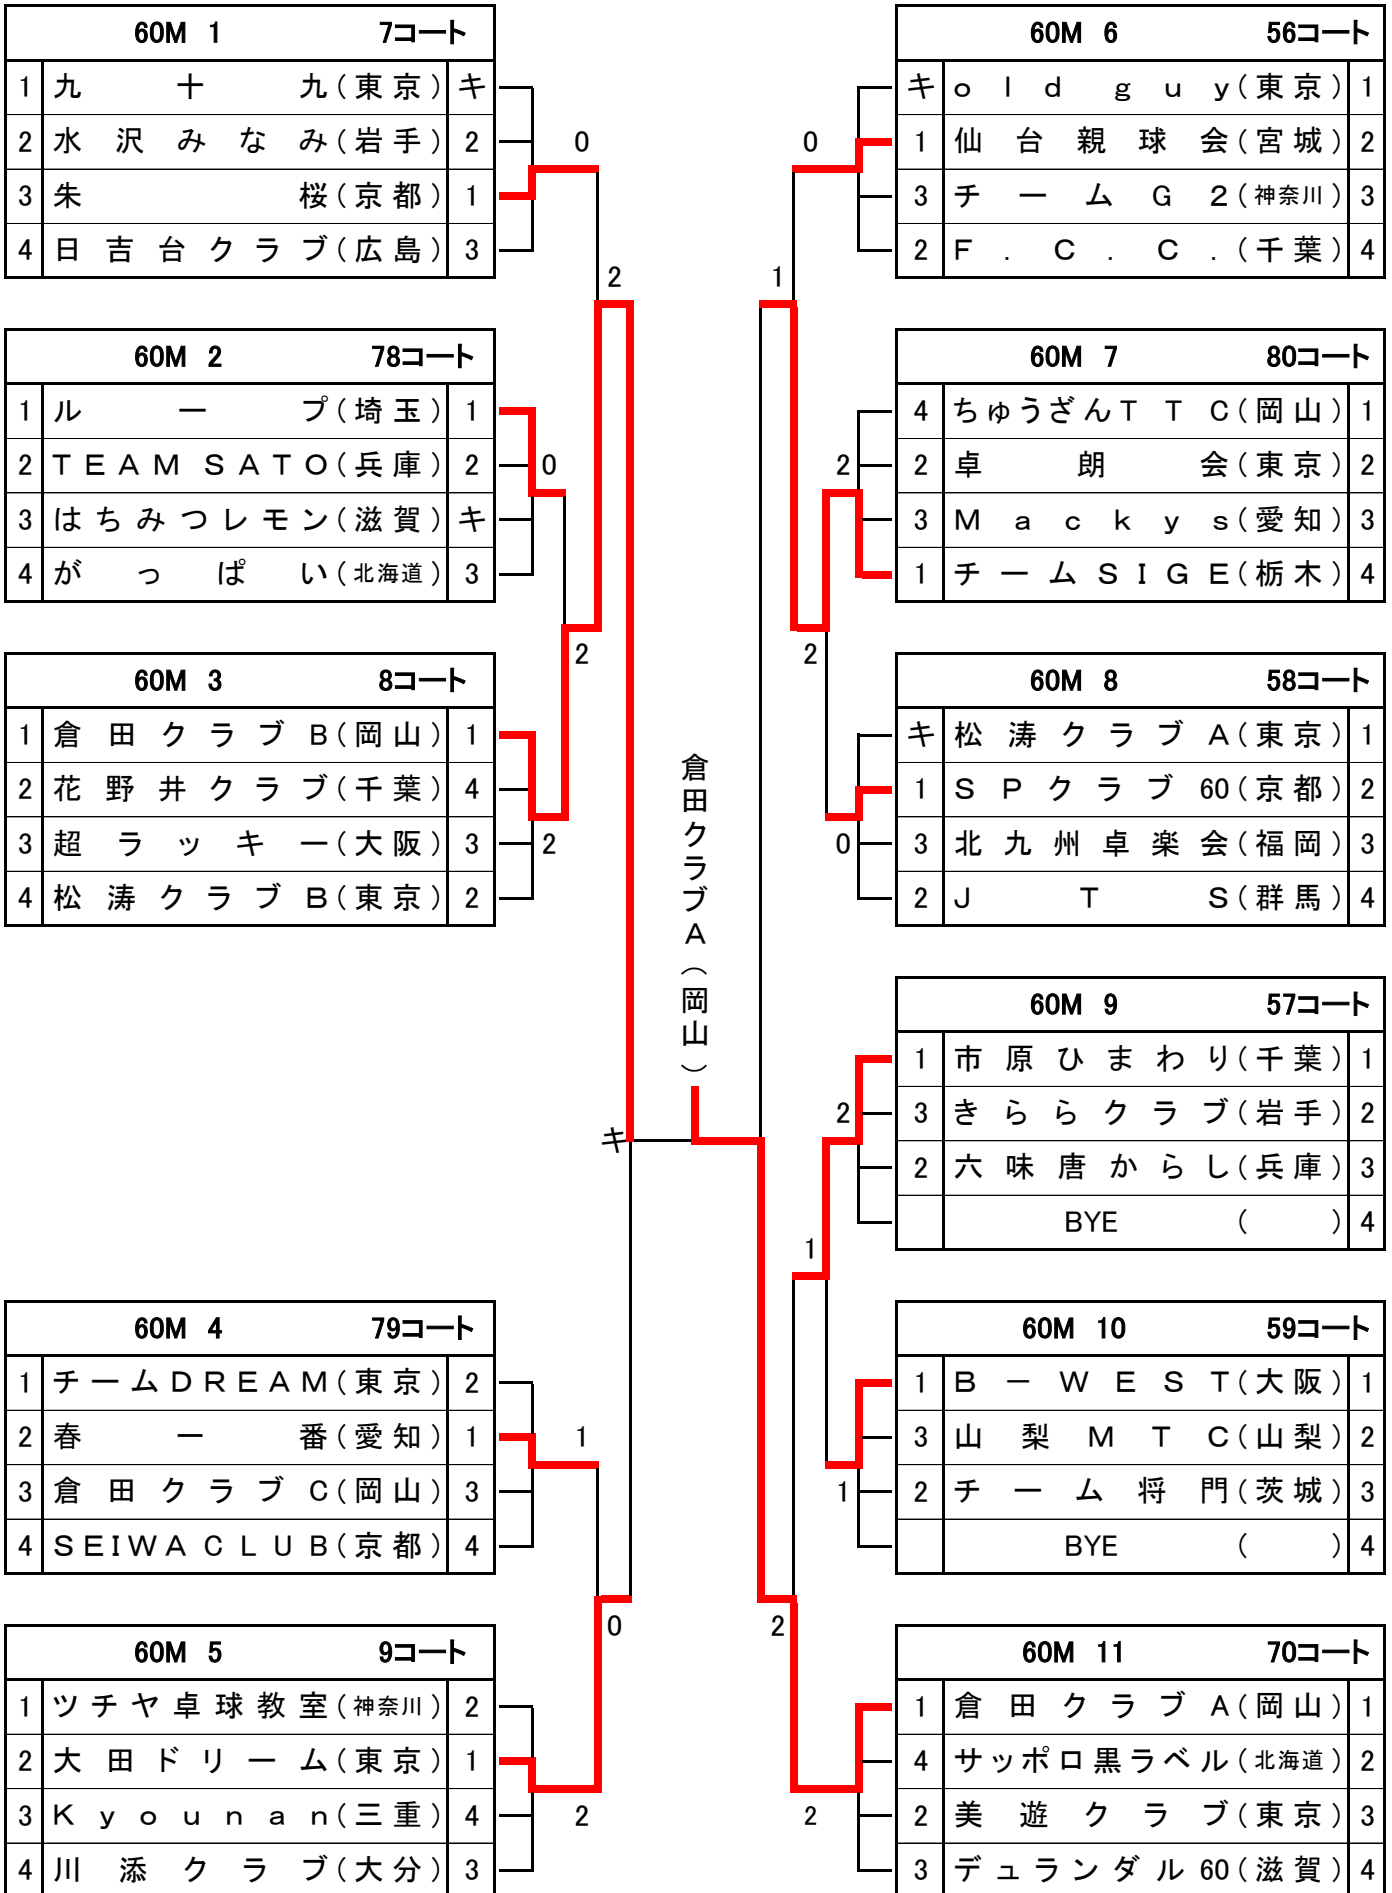 60M 1 7コート
1 九十九(東京) キ
2 水沢みなみ(岩手) 2
3 朱桜(京都) 1
4 日吉台クラブ(広島) 3
0
2
60M 2 78コート
1 ループ(埼玉) 1
2 TEAM SATO(兵庫) 2
3 はちみつレモン(滋賀) キ
4 がっぱい(北海道) 3
0
2
60M 3 8コート
1 倉田クラブB(岡山) 1
2 花野井クラブ(千葉) 4
3 超ラッキー(大阪) 3
4 松涛クラブB(東京) 2
2
キ
60M 4 79コート
1 チームDREAM(東京) 2
2 春一番(愛知) 1
3 倉田クラブC(岡山) 3
4 SEIWA CLUB(京都) 4
1
0
60M 5 9コート
1 ツチヤ卓球教室(神奈川) 2
2 大田ドリーム(東京) 1
3 Kyounan(三重) 4
4 川添クラブ(大分) 3
2
倉田クラブA(岡山)
60M 6 56コート
キ old guy(東京) 1
1 仙台親球会(宮城) 2
3 チームG2(神奈川) 3
2 F.C.C.(千葉) 4
0
1
60M 7 80コート
4 ちゅうざんTTC(岡山) 1
2 卓朗会(東京) 2
3 Mackys(愛知) 3
1 チームSIGE(栃木) 4
2
2
60M 8 58コート
キ 松涛クラブA(東京) 1
1 SPクラブ60(京都) 2
3 北九州卓楽会(福岡) 3
2 JTS(群馬) 4
0
60M 9 57コート
1 市原ひまわり(千葉) 1
3 きららクラブ(岩手) 2
2 六味唐からし(兵庫) 3
BYE ( ) 4
2
1
60M 10 59コート
1 B-WEST(大阪) 1
3 山梨MTC(山梨) 2
2 チーム将門(茨城) 3
BYE ( ) 4
1
2
60M 11 70コート
1 倉田クラブA(岡山) 1
4 サッポロ黒ラベル(北海道) 2
2 美遊クラブ(東京) 3
3 デュランダル60(滋賀) 4
2